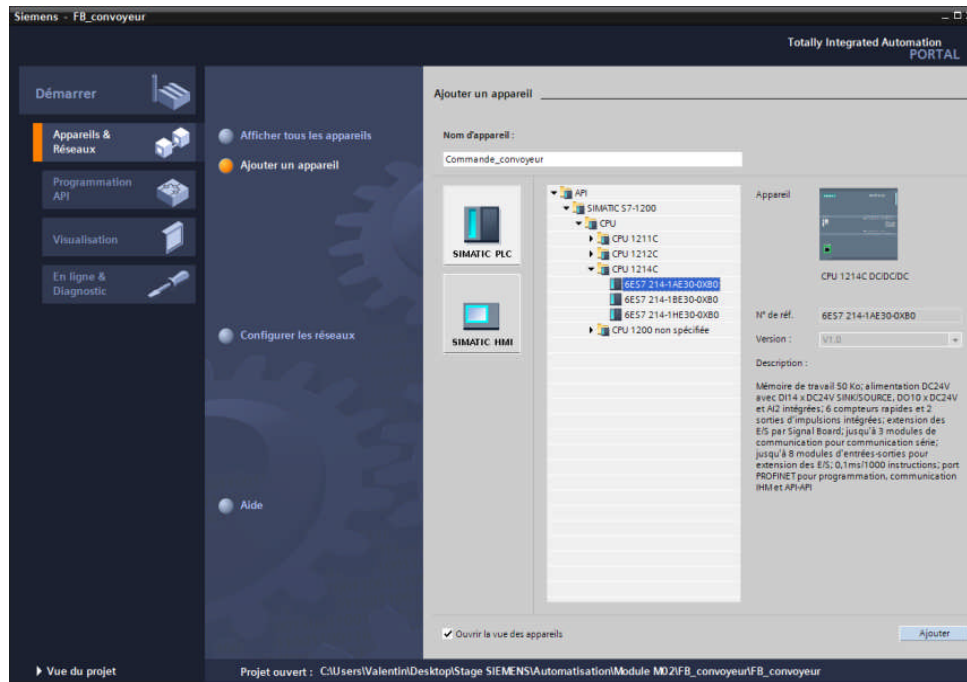 Siemens - FB_convoyeur
Totally Integrated Automation
PORTAL
Démarrer
Appareils &
Réseaux
Programmation
API
Visualisation
En ligne &
Diagnostic
Vue du projet
Afficher tous les appareils
Ajouter un appareil
Configurer les réseaux
Aide
Ajouter un appareil
Nom d'appareil :
Commande_convoyeur
SIMATIC PLC
SIMATIC HMI
API
SIMATIC S7-1200
CPU
CPU 1211C
CPU 1212C
CPU 1214C
6ES7 214-1AE30-0XB0
6ES7 214-1BE30-0XB0
6ES7 214-1HE30-0XB0
CPU 1200 non spécifiée
Appareil
CPU 1214C DC/DC/DC
N° de réf.
6ES7 214-1AE30-0XB0
Version :
V1.0
Description :
Mémoire de travail 50 Ko; alimentation DC24V
avec DI14 x DC24V SINK/SOURCE, DO10 x DC24V
et AI2 intégrées; 6 compteurs rapides et 2
sorties d'impulsions intégrées; extension des
E/S par Signal Board; jusqu'à 3 modules de
communication pour communication série;
jusqu'à 8 modules d'entrées-sorties pour
extension des E/S; 0,1ms/1000 instructions; port
PROFINET pour programmation, communication
IHM et API-API
Ouvrir la vue des appareils
Ajouter
Projet ouvert : C:\Users\Valentin\Desktop\Stage SIEMENS\Automatisation\Module M02\FB_convoyeur\FB_convoyeur